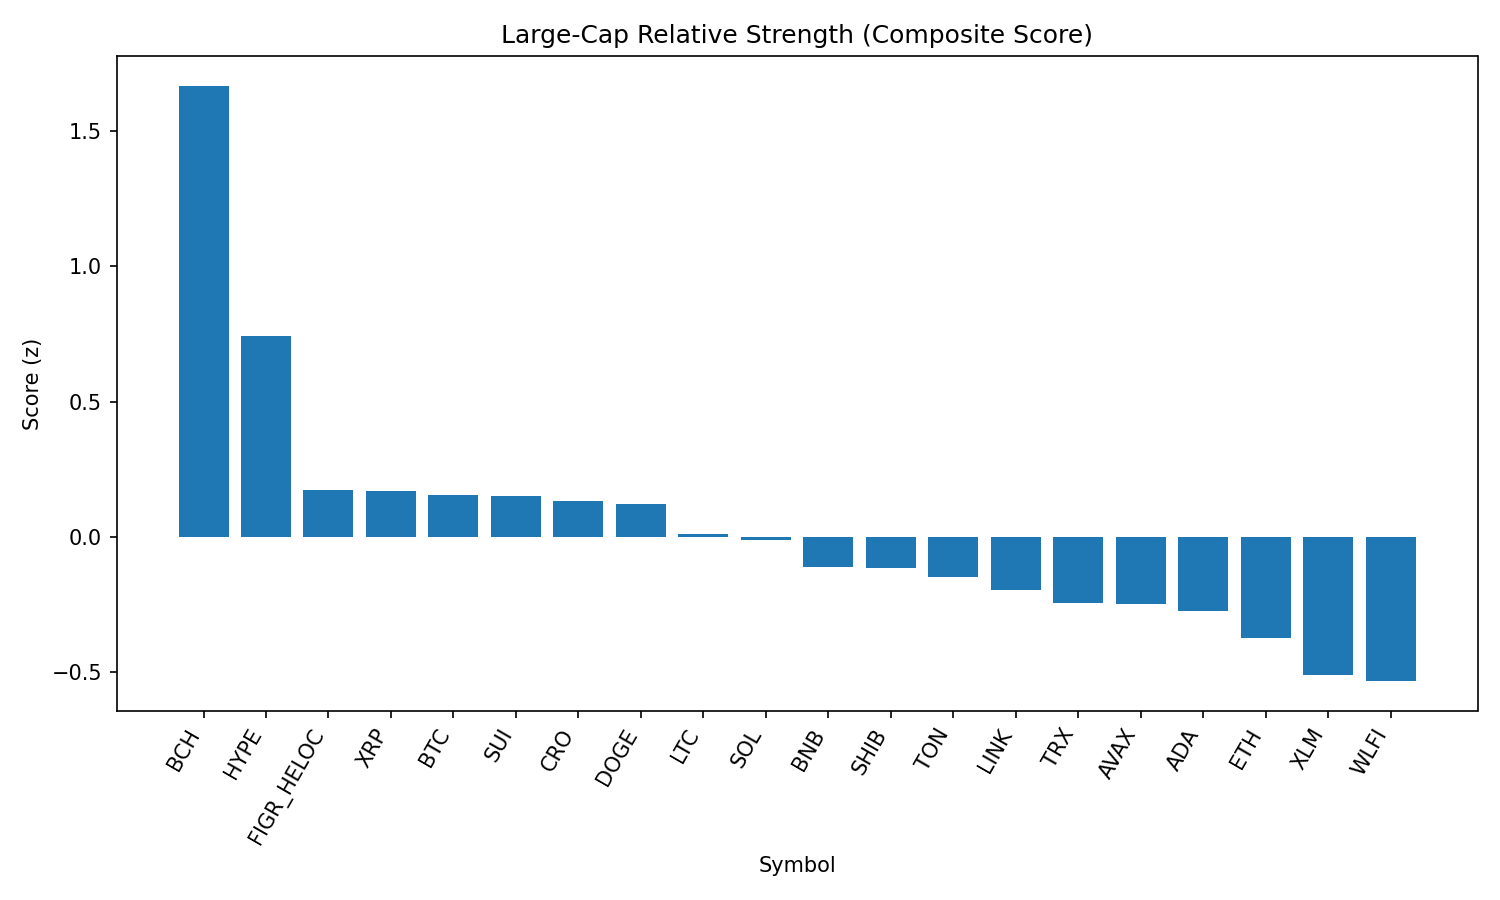 Large-Cap Relative Strength (Composite Score)
Score (z)
1.5
1.0
0.5
0.0
−0.5
BCH
HYPE
FIGR_HELOC
XRP
BTC
SUI
CRO
DOGE
LTC
SOL
BNB
SHIB
TON
LINK
TRX
AVAX
ADA
ETH
XLM
WLFI
Symbol